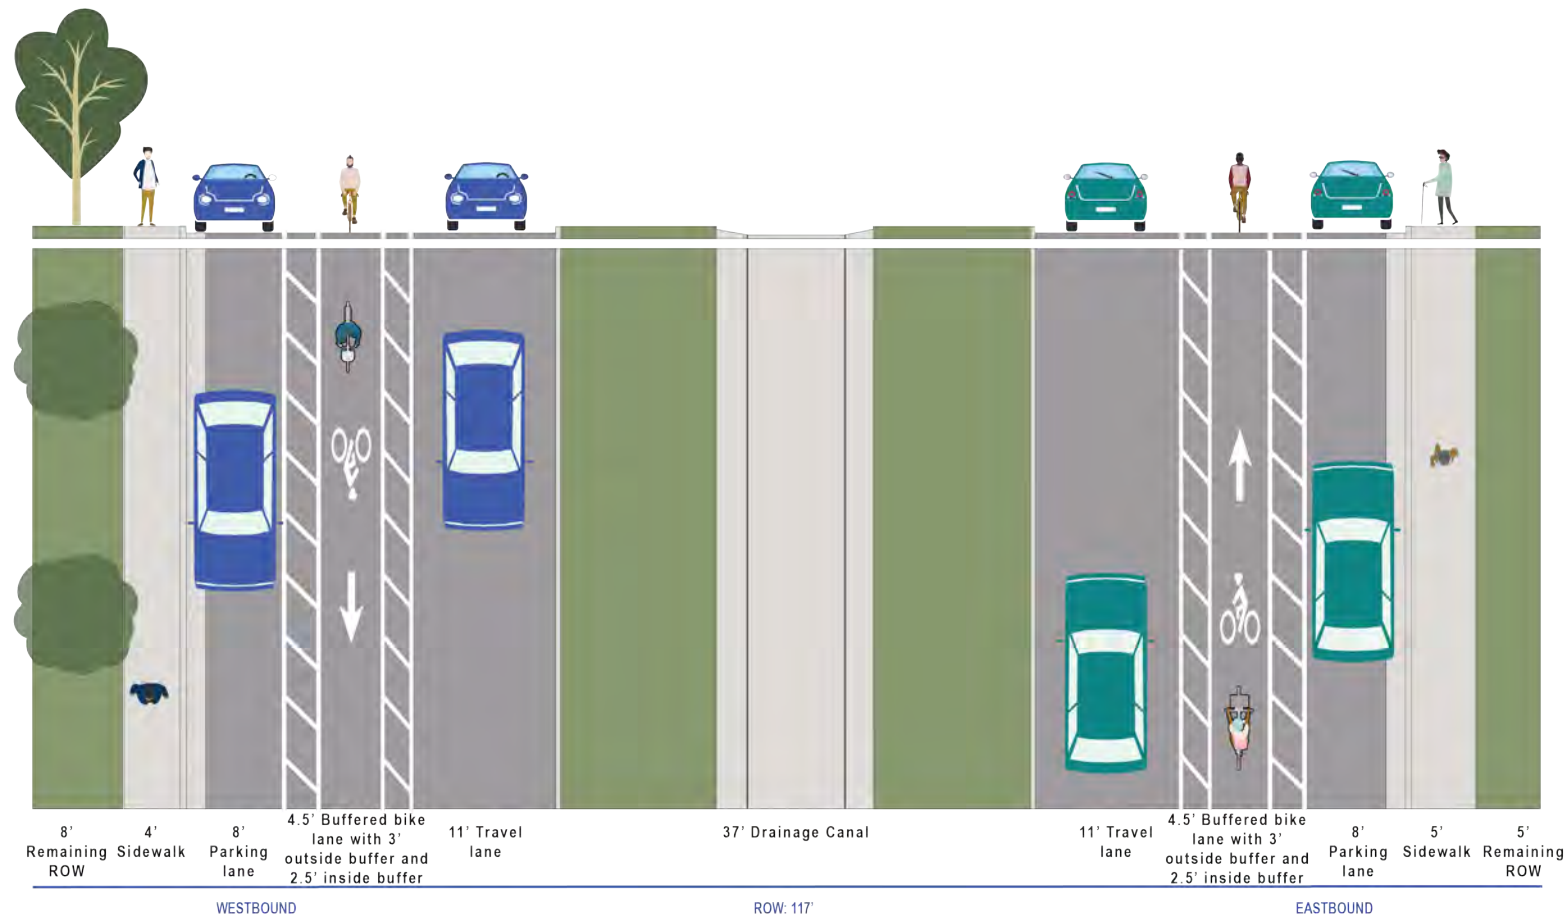 8'
Remaining
ROW
4'
Sidewalk
8'
Parking
lane
4.5' Buffered bike
lane with 3'
outside buffer and
2.5' inside buffer
11' Travel
lane
37' Drainage Canal
11' Travel
lane
4.5' Buffered bike
lane with 3'
outside buffer and
2.5' inside buffer
8'
Parking
lane
5'
Sidewalk
5'
Remaining
ROW
WESTBOUND
ROW: 117'
EASTBOUND